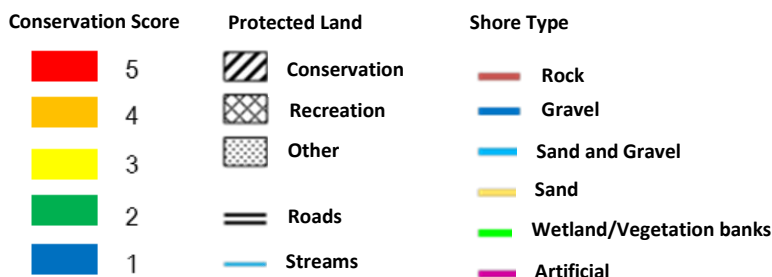 Conservation Score
5
4
3
2
1
Protected Land
Conservation
Recreation
Other
Roads
Streams
Shore Type
Rock
Gravel
Sand and Gravel
Sand
Wetland/Vegetation banks
Artificial